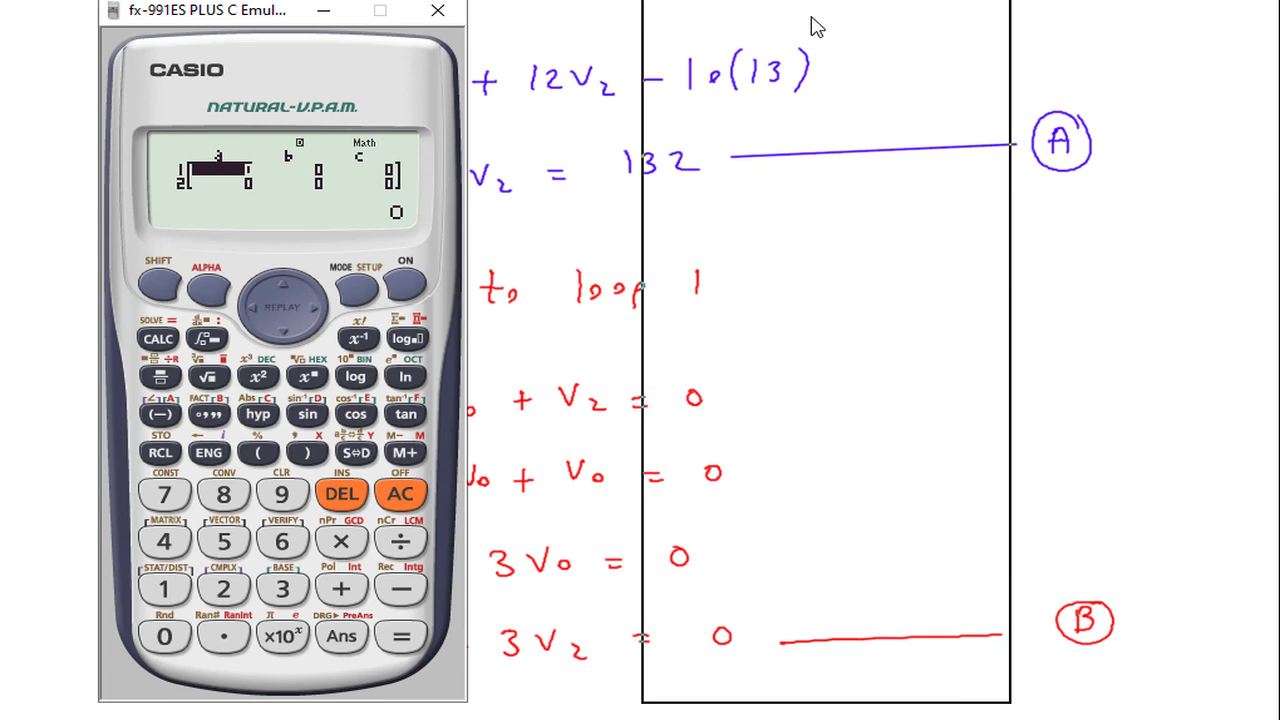 fx-991ES PLUS C Emul...
CASIO
NATURAL-V.P.A.M.
D Math
a b c
1 [ 0 0
2 [ 0 0 0 ]
0
SHIFT ALPHA MODE SETUP ON
REPLAY
SOLVE = x!
CALC x⁻¹ log
÷R x³ DEC HEX 10 BIN e OCT
√ x² x log ln
[A] FACT [B] Abs [C] sin⁻¹ [D] cos⁻¹ [E] tan⁻¹ [F]
(−) hyp sin cos tan
STO ← i % , X Y M− M
RCL ENG ( ) S⇔D M+
CONST CONV CLR INS OFF
7 8 9 DEL AC
MATRIX VECTOR VERIFY nPr GCD nCr LCM
4 5 6 × ÷
STAT/DIST CMPLX BASE Pol Int Rec Intg
1 2 3 + −
Rnd Ran# RanInt π e DRG▶ PreAns
0 . ×10ˣ Ans =
+ 12V₂ − 10(13)
V₂ = 132 A
to loop 1
+ V₂ = 0
+ V₀ = 0
3V₀ = 0
3V₂ = 0 B